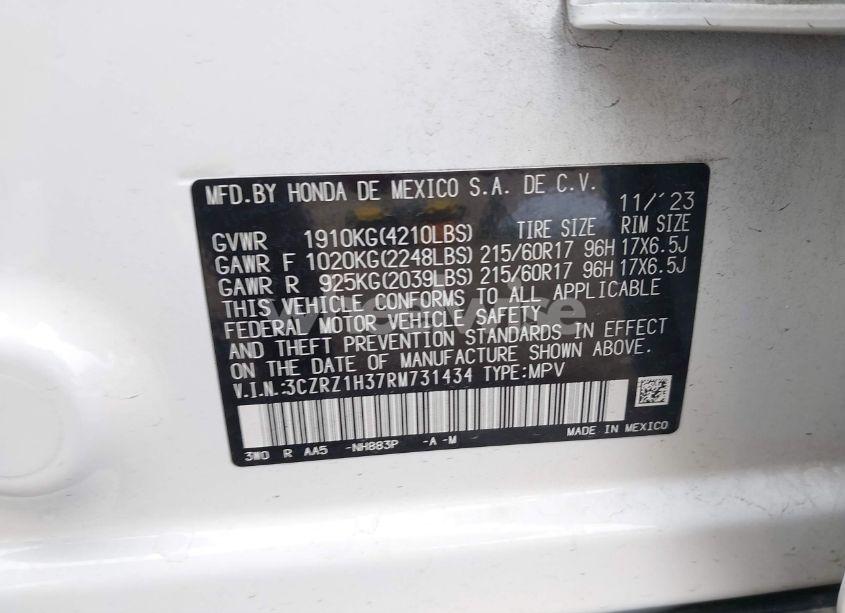 MFD.BY HONDA DE MEXICO S.A. DE C.V. 11/'23
GVWR 1910KG(4210LBS) TIRE SIZE RIM SIZE
GAWR F 1020KG(2248LBS) 215/60R17 96H 17X6.5J
GAWR R 925KG(2039LBS) 215/60R17 96H 17X6.5J
THIS VEHICLE CONFORMS TO ALL APPLICABLE
FEDERAL MOTOR VEHICLE SAFETY
AND THEFT PREVENTION STANDARDS IN EFFECT
ON THE DATE OF MANUFACTURE SHOWN ABOVE.
V.I.N.:3CZRZ1H37RM731434 TYPE:MPV
3W0 R AA5 -NH883P -A -M MADE IN MEXICO